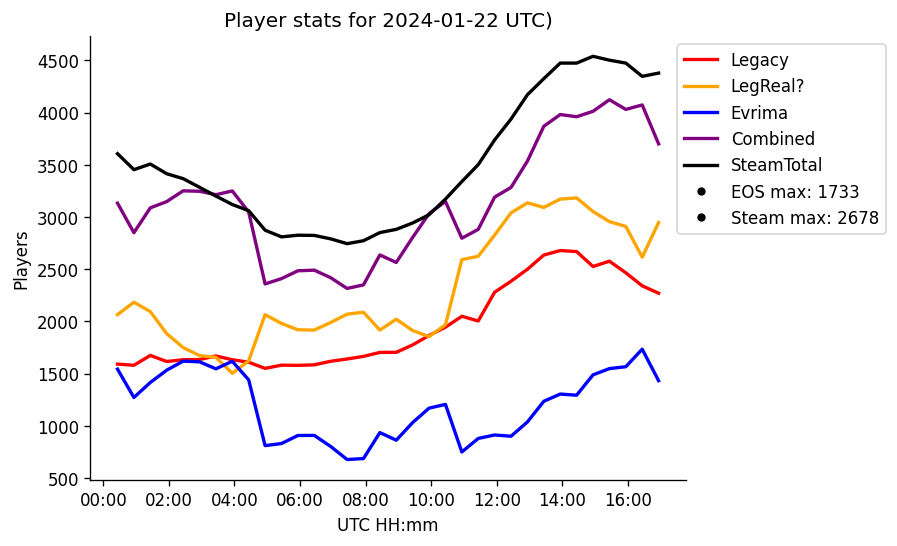 Player stats for 2024-01-22 UTC)
4500
4000
3500
3000
2500
2000
1500
1000
500
Players
00:00 02:00 04:00 06:00 08:00 10:00 12:00 14:00 16:00
UTC HH:mm
Legacy
LegReal?
Evrima
Combined
SteamTotal
EOS max: 1733
Steam max: 2678